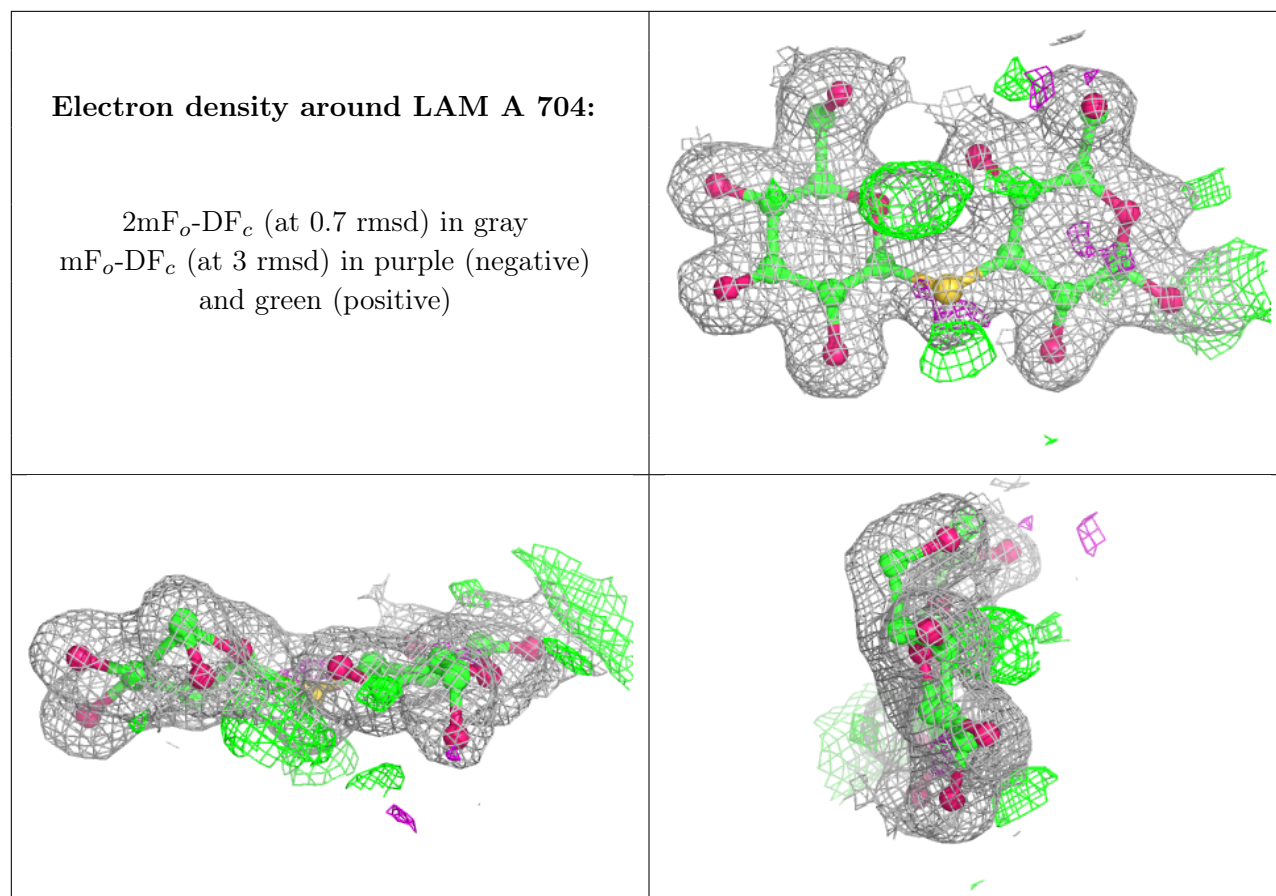 Electron density around LAM A 704:
2mFo-DFc (at 0.7 rmsd) in gray
mFo-DFc (at 3 rmsd) in purple (negative)
and green (positive)